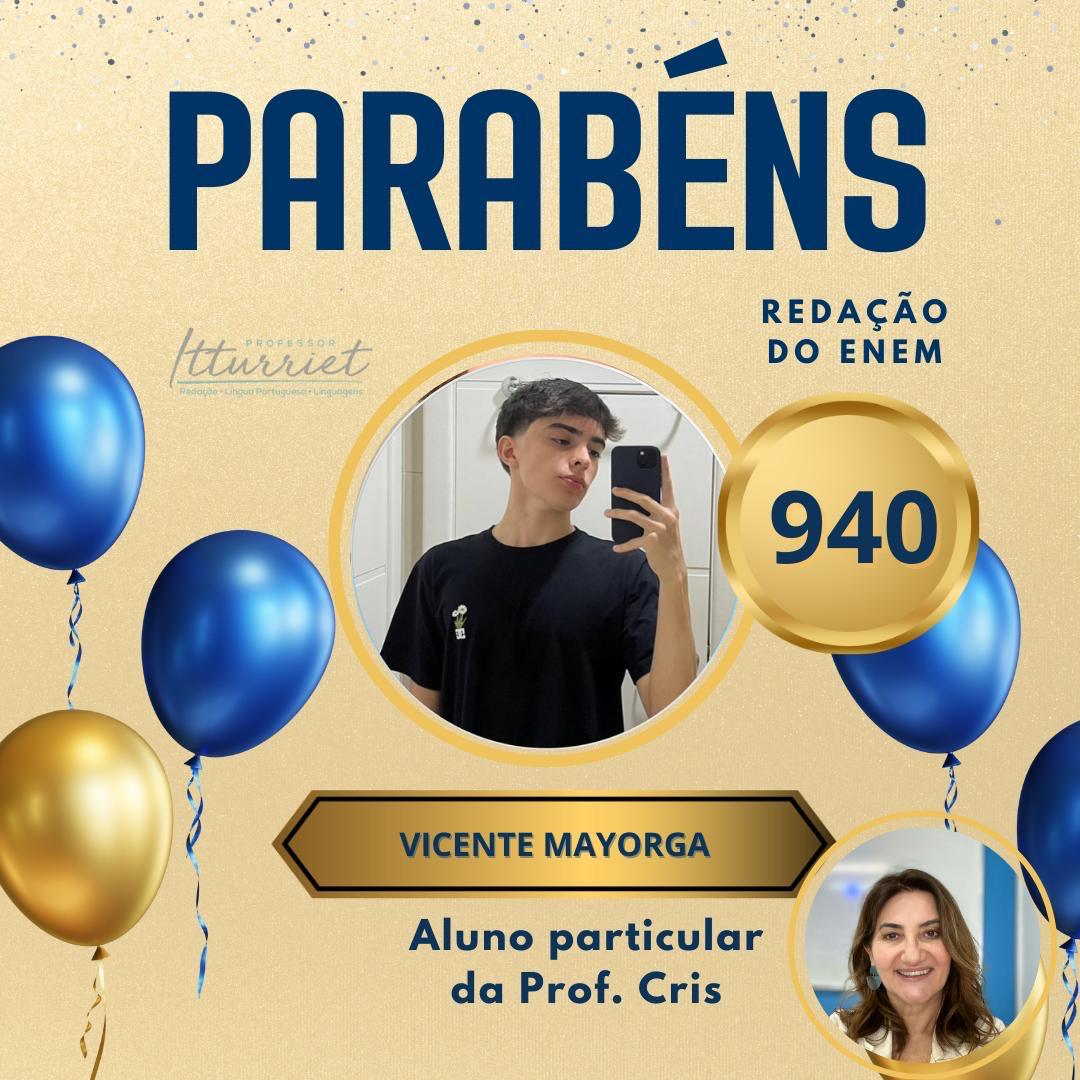 PARABÉNS
REDAÇÃO
DO ENEM
PROFESSOR
Itturriet
Redação • Língua Portuguesa • Linguagens
940
VICENTE MAYORGA
Aluno particular
da Prof. Cris